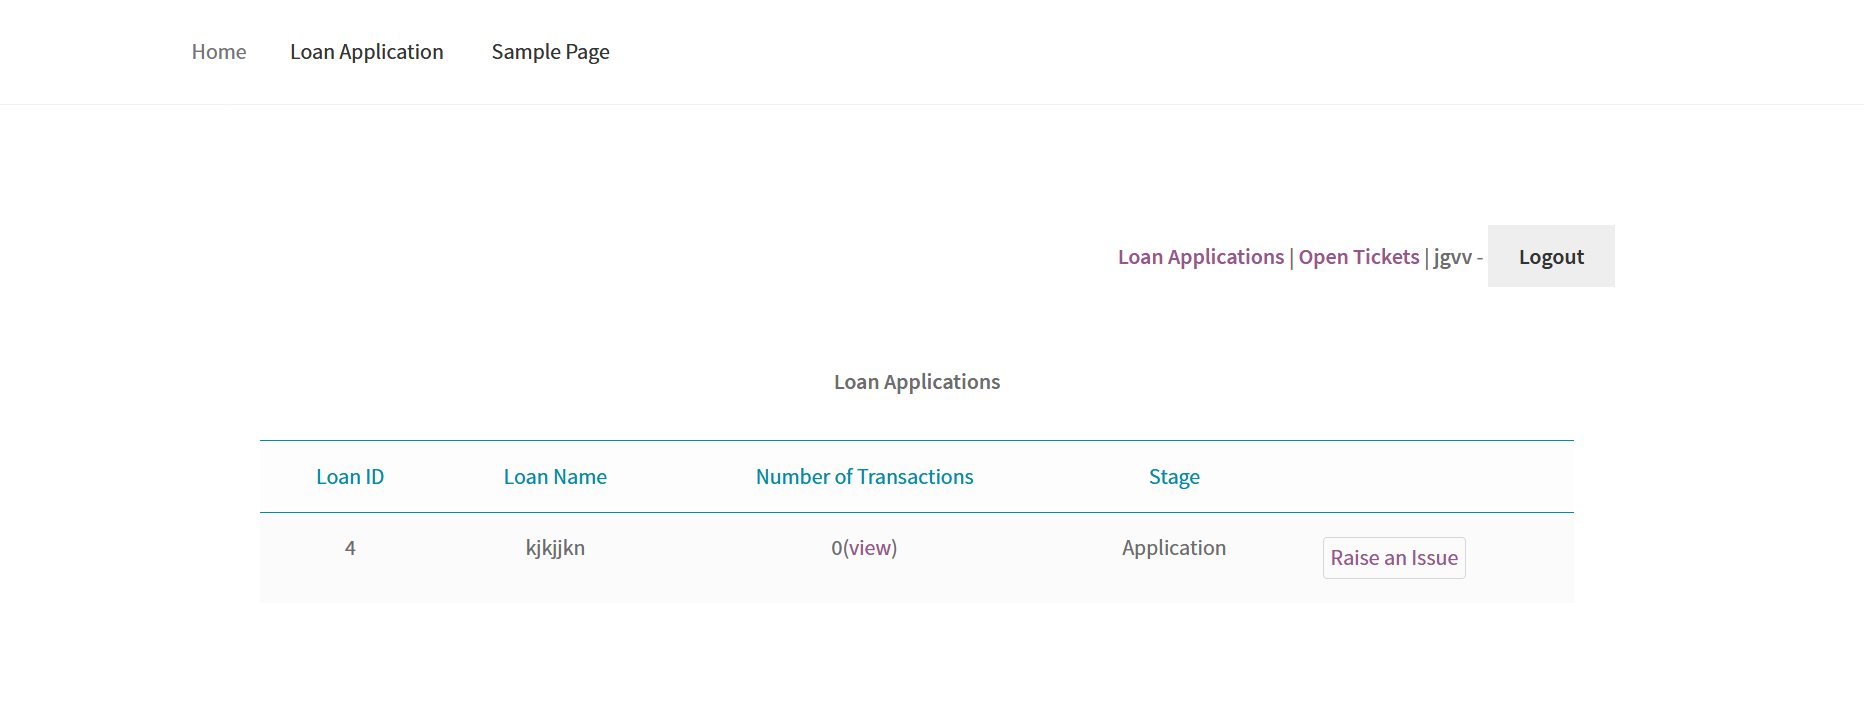 Home Loan Application Sample Page
Loan Applications | Open Tickets | jgvv - Logout
Loan Applications
Loan ID Loan Name Number of Transactions Stage
4 kjkjjkn 0(view) Application Raise an Issue